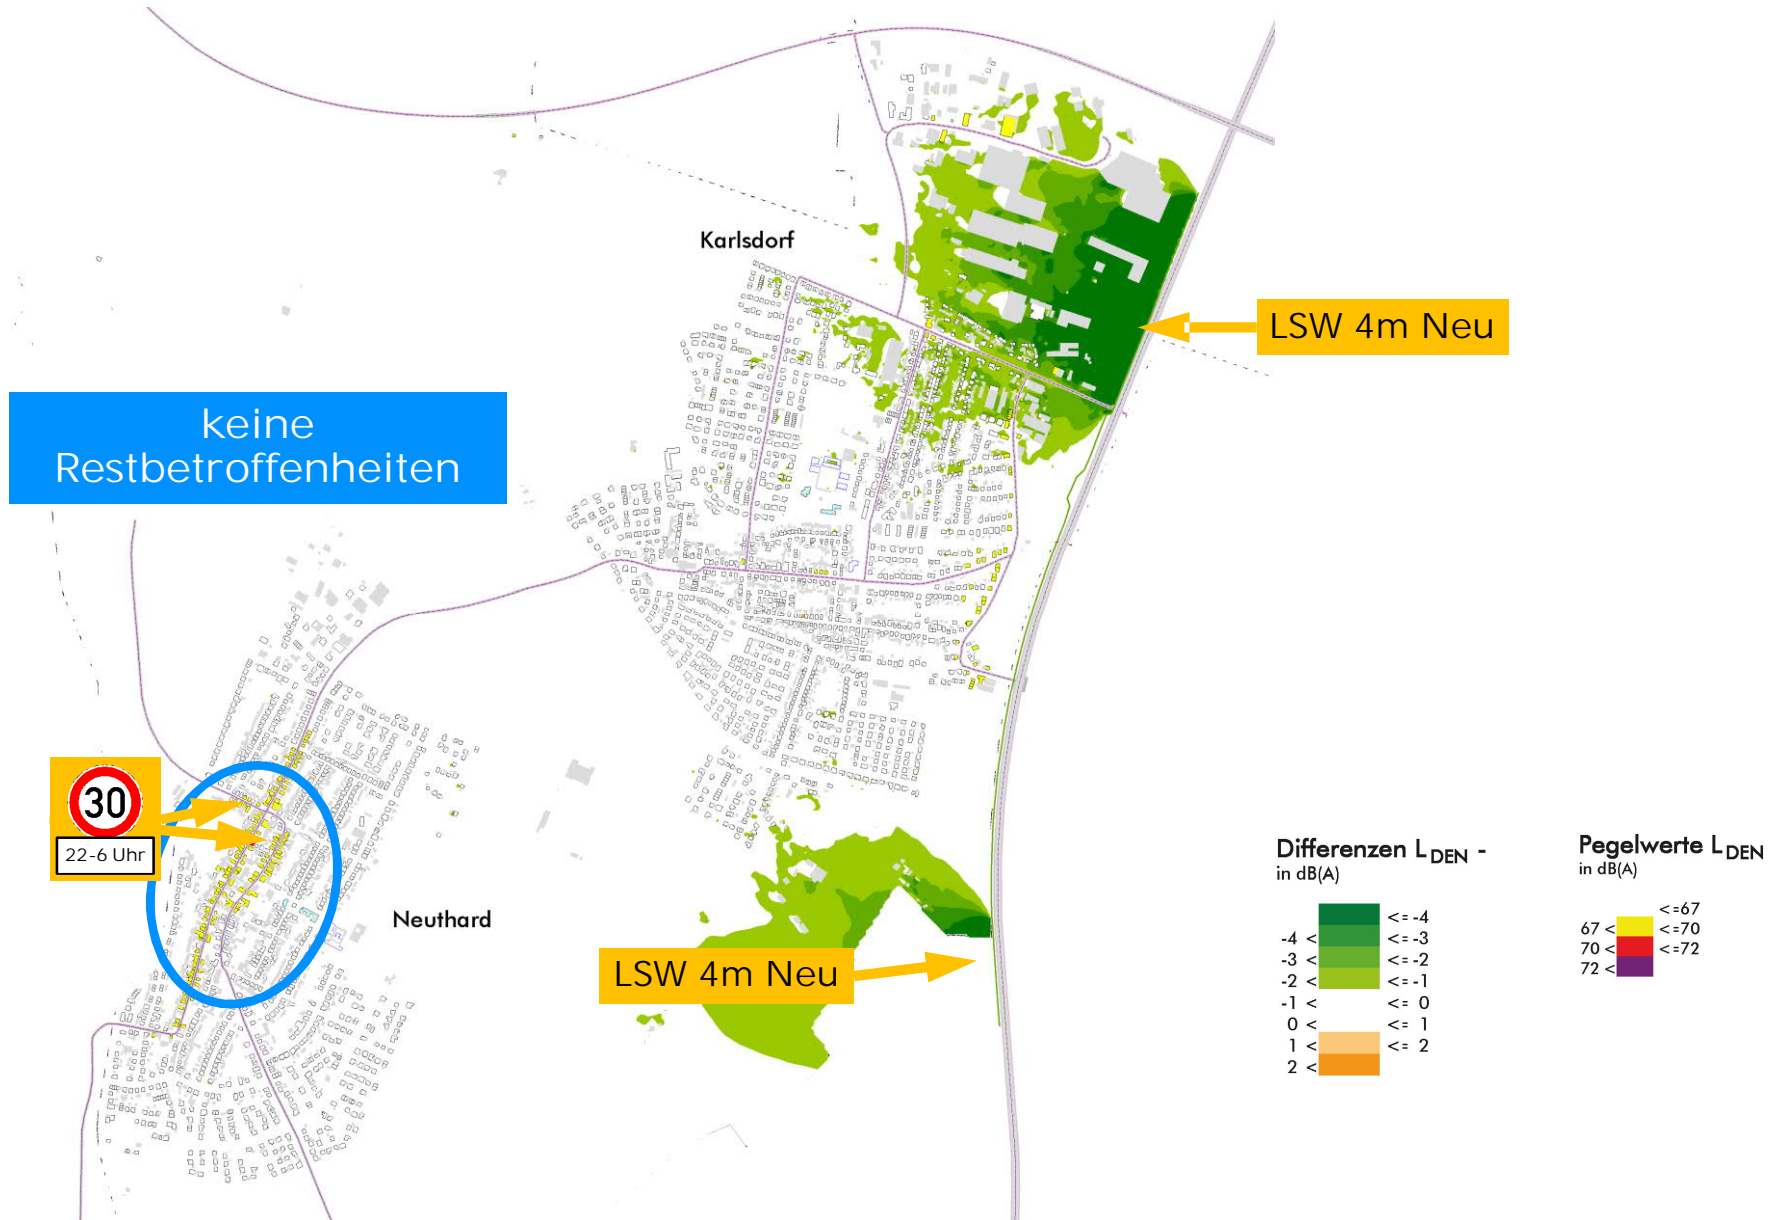 Karlsdorf
LSW 4m Neu
keine
Restbetroffenheiten
30
22-6 Uhr
Neuthard
LSW 4m Neu
Differenzen L DEN -
in dB(A)
<= -4
-4 < <= -3
-3 < <= -2
-2 < <= -1
-1 < <= 0
0 < <= 1
1 < <= 2
2 <
Pegelwerte L DEN
in dB(A)
<=67
67 < <=70
70 < <=72
72 <